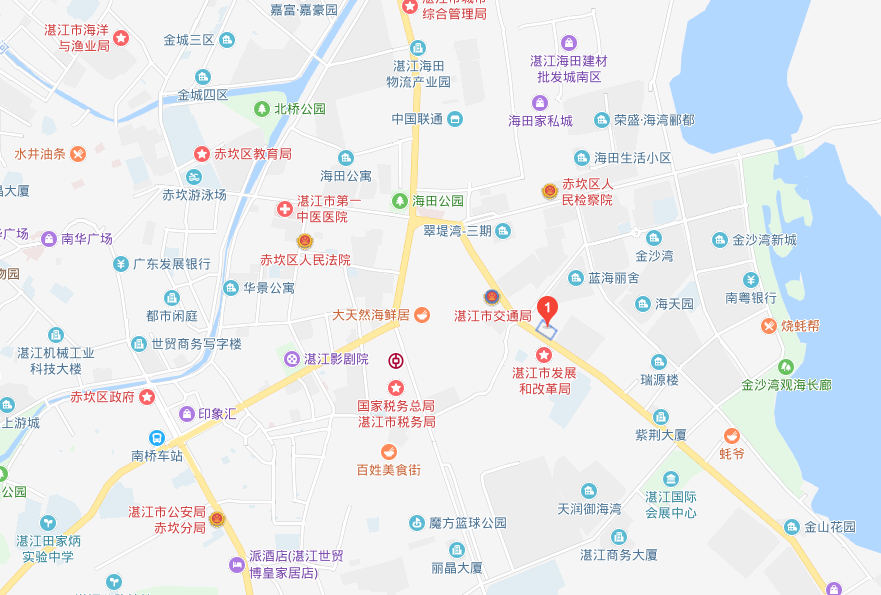 嘉富·嘉豪园
综合管理局
湛江市海洋
与渔业局
金城三区
湛江海田
物流产业园
湛江海田建材
批发城南区
金城四区
北桥公园
中国联通
海田家私城
荣盛·海湾郦都
水井油条
赤坎区教育局
海田公寓
海田生活小区
晶大厦
赤坎游泳场
湛江市第一
中医医院
海田公园
赤坎区人
民检察院
华广场
南华广场
赤坎区人民法院
翠堤湾-三期
金沙湾
金沙湾新城
广东发展银行
物园
华景公寓
蓝海丽舍
南粤银行
都市闲庭
大天然海鲜居
湛江市交通局
1
海天园
烧蚝帮
湛江机械工业
科技大楼
世贸商务写字楼
湛江影剧院
湛江市发展
和改革局
瑞源楼
金沙湾观海长廊
赤坎区政府
印象汇
国家税务总局
湛江市税务局
上游城
紫荆大厦
南桥车站
百姓美食街
蚝爷
公园
湛江国际
会展中心
湛江市公安局
赤坎分局
天润御海湾
魔方篮球公园
金山花园
湛江田家炳
实验中学
派酒店(湛江世贸
博皇家居店)
丽晶大厦
湛江商务大厦